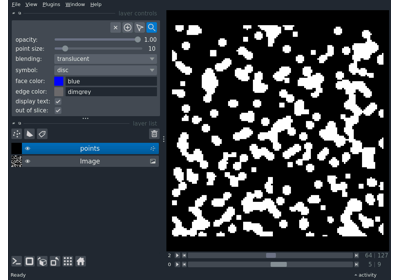 File View Plugins Window Help
layer controls
opacity: 1.00
point size: 10
blending: translucent
symbol: disc
face color: blue
edge color: dimgrey
display text:
out of slice:
layer list
points
Image
2 64 127
0 5 9
Ready
activity